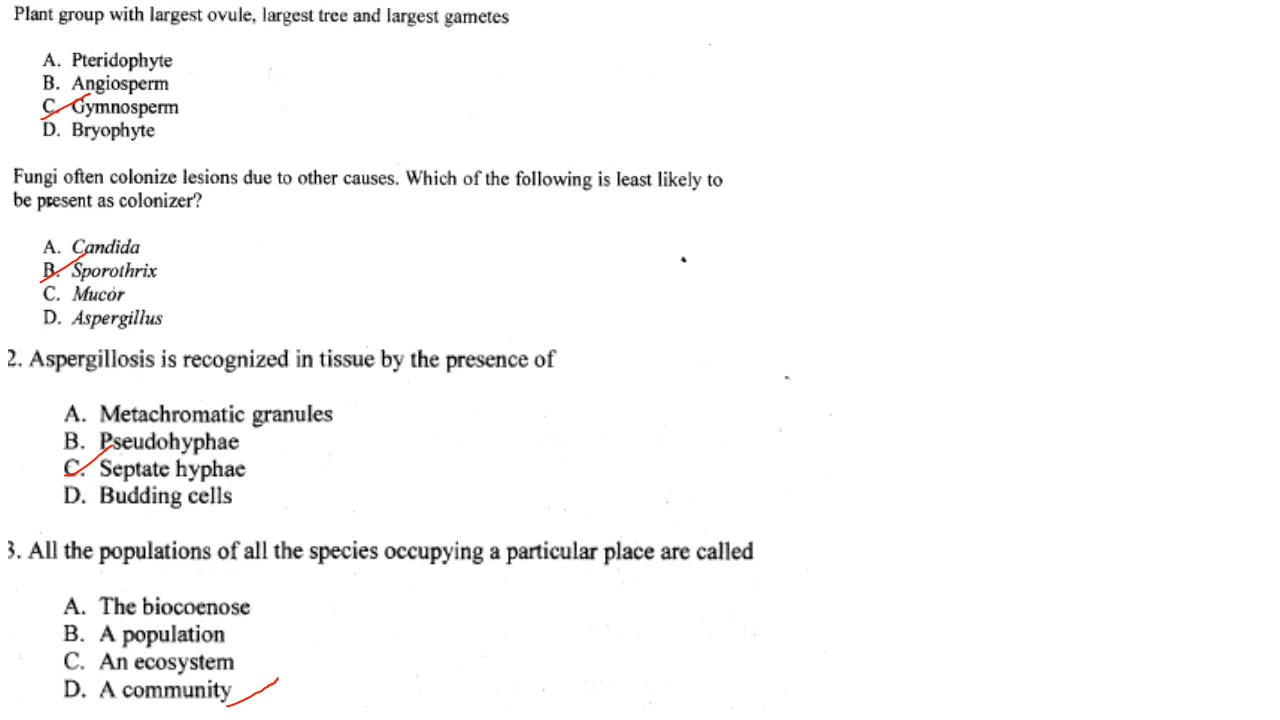 Plant group with largest ovule, largest tree and largest gametes
A. Pteridophyte
B. Angiosperm
C. Gymnosperm
D. Bryophyte
Fungi often colonize lesions due to other causes. Which of the following is least likely to
be present as colonizer?
A. Candida
B. Sporothrix
C. Mucor
D. Aspergillus
2. Aspergillosis is recognized in tissue by the presence of
A. Metachromatic granules
B. Pseudohyphae
C. Septate hyphae
D. Budding cells
3. All the populations of all the species occupying a particular place are called
A. The biocoenose
B. A population
C. An ecosystem
D. A community